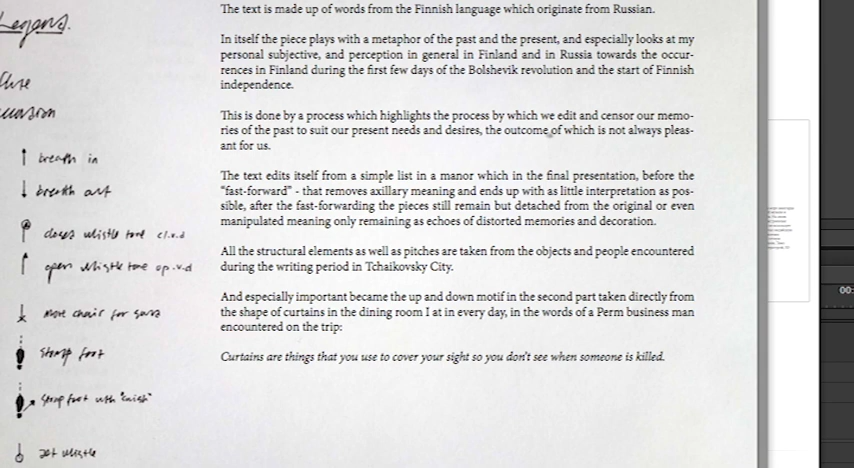 Legend.
The text is made up of words from the Finnish language which originate from Russian.
In itself the piece plays with a metaphor of the past and the present, and especially looks at my
personal subjective, and perception in general in Finland and in Russia towards the occur-
rences in Finland during the first few days of the Bolshevik revolution and the start of Finnish
independence.
This is done by a process which highlights the process by which we edit and censor our memo-
ries of the past to suit our present needs and desires, the outcome of which is not always pleas-
ant for us.
The text edits itself from a simple list in a manor which in the final presentation, before the
"fast-forward" - that removes axillary meaning and ends up with as little interpretation as pos-
sible, after the fast-forwarding the pieces still remain but detached from the original or even
manipulated meaning only remaining as echoes of distorted memories and decoration.
All the structural elements as well as pitches are taken from the objects and people encountered
during the writing period in Tchaikovsky City.
And especially important became the up and down motif in the second part taken directly from
the shape of curtains in the dining room I at in every day, in the words of a Perm business man
encountered on the trip:
Curtains are things that you use to cover your sight so you don't see when someone is killed.
breath in
breath out
closed whistle tone cl.v.d
open whistle tone op.v.d
move chair for
stomp foot
stomp foot with
jet whistle
00: